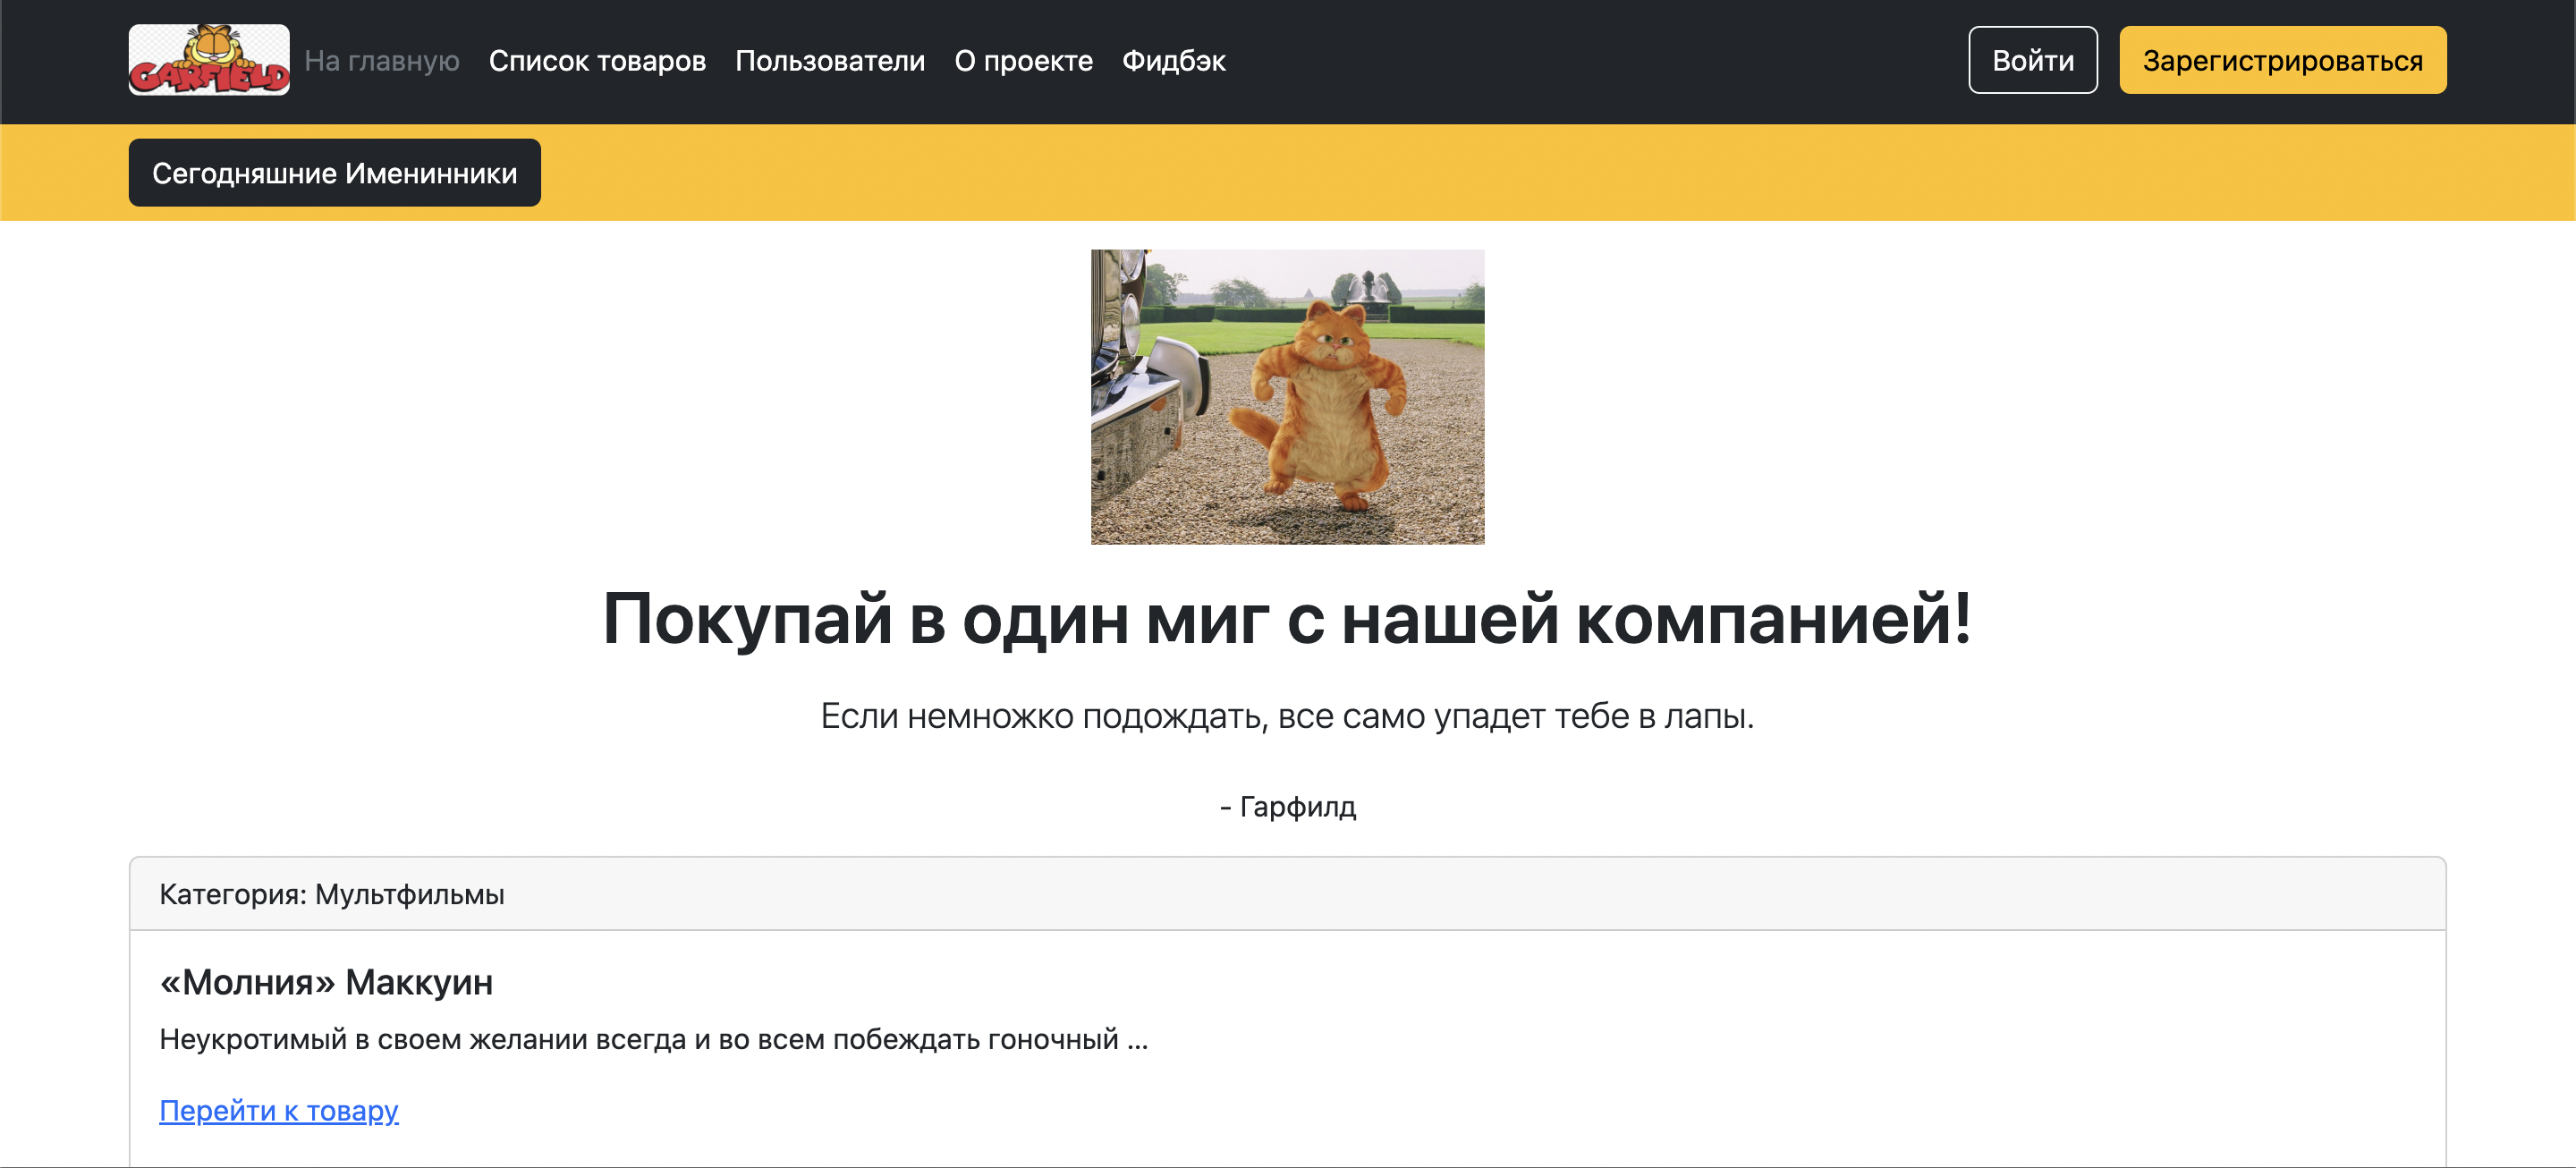 GARFIELD
На главную
Список товаров
Пользователи
О проекте
Фидбэк
Войти
Зарегистрироваться
Сегодняшние Именинники
Покупай в один миг с нашей компанией!
Если немножко подождать, все само упадет тебе в лапы.
- Гарфилд
Категория: Мультфильмы
«Молния» Маккуин
Неукротимый в своем желании всегда и во всем побеждать гоночный ...
Перейти к товару